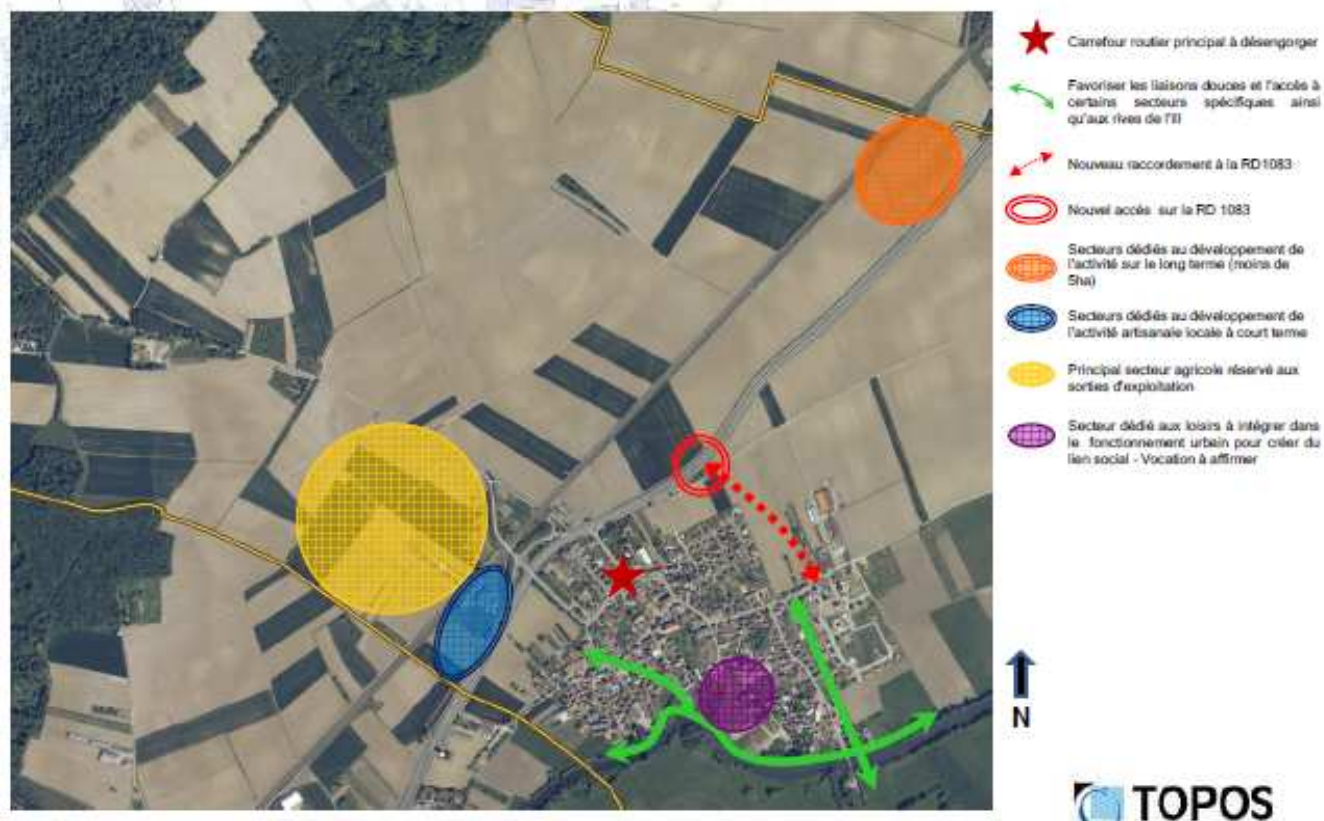 Carrefour routier principal à désengorger
Favoriser les liaisons douces et l'accès à
certains secteurs spécifiques ainsi
qu'aux rives de l'Ill
Nouveau raccordement à la RD1083
Nouvel accès sur la RD 1083
Secteurs dédiés au développement de
l'activité sur le long terme (moins de
5ha)
Secteurs dédiés au développement de
l'activité artisanale locale à court terme
Principal secteur agricole réservé aux
sorties d'exploitation
Secteur dédié aux loisirs à intégrer dans
le fonctionnement urbain pour créer du
lien social - Vocation à affirmer
N
TOPOS